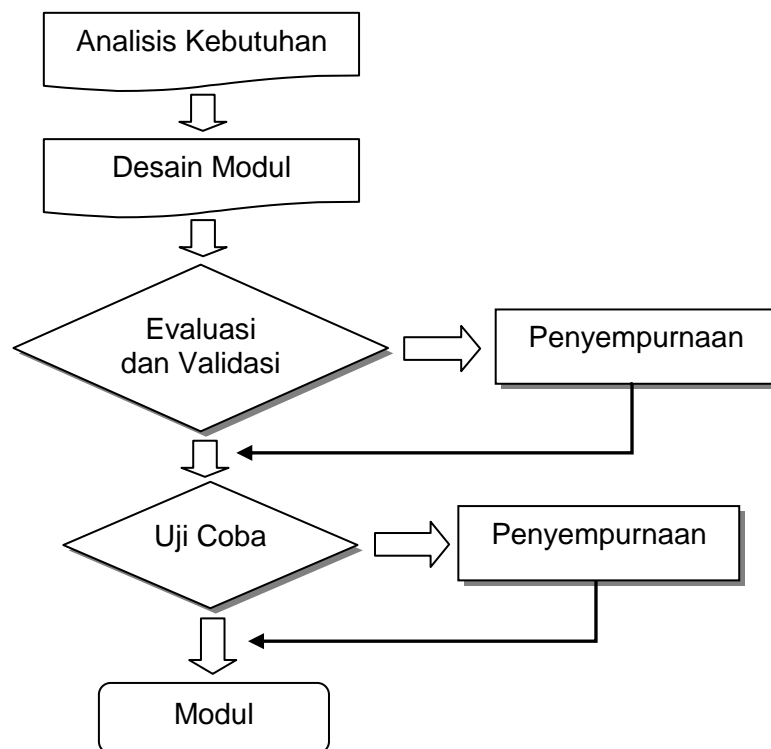 Analisis Kebutuhan
Desain Modul
Evaluasi
dan Validasi
Penyempurnaan
Uji Coba
Penyempurnaan
Modul